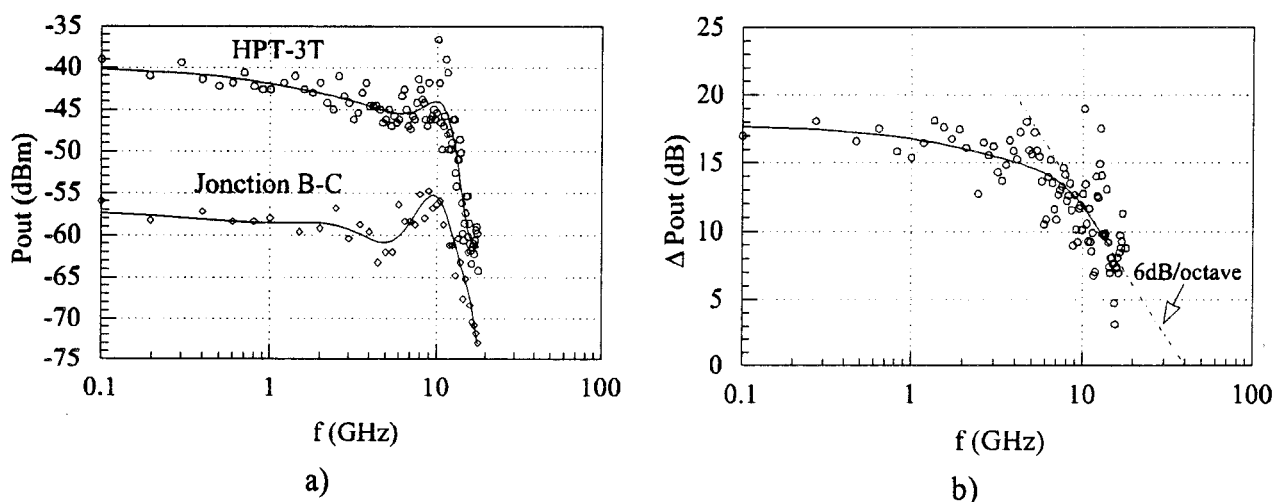 -35
-40
-45
-50
-55
-60
-65
-70
-75
Pout (dBm)
HPT-3T
Jonction B-C
0.1 1 10 100
f (GHz)
a)
25
20
15
10
5
0
Δ Pout (dB)
6dB/octave
0.1 1 10 100
f (GHz)
b)